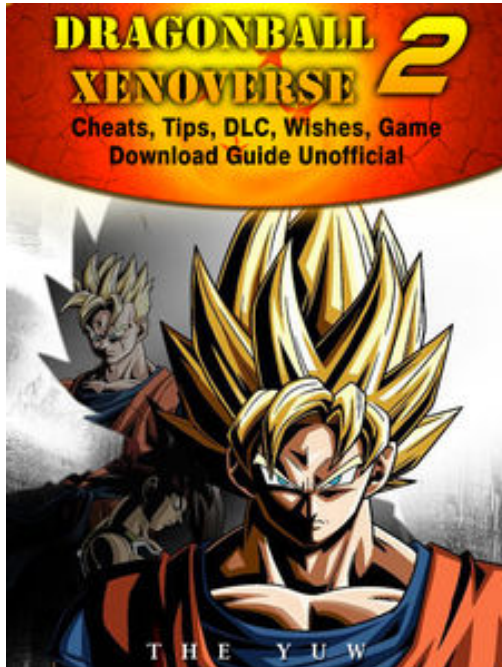 DRAGONBALL
XENOVERSE 2
Cheats, Tips, DLC, Wishes, Game
Download Guide Unofficial
THE YUW